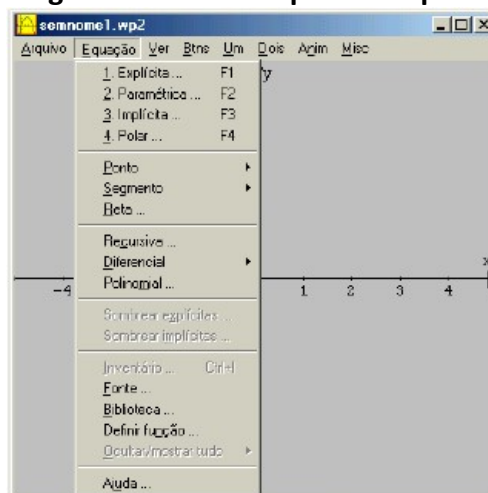 semnome1.wp2
Arquivo Equação Ver Btns Um Dois Anim Misc
1. Explícita ... F1
2. Paramétrica ... F2
3. Implícita ... F3
4. Polar ... F4
y
Ponto
Segmento
Reta ...
Recursiva ...
Diferencial
x
Polinomial ...
-4 1 2 3 4
Sombrear explícitas ...
Sombrear implícitas ...
Inventário ... Ctrl+I
Fonte ...
Biblioteca ...
Definir função ...
Ocultar/mostrar tudo
Ajuda ...